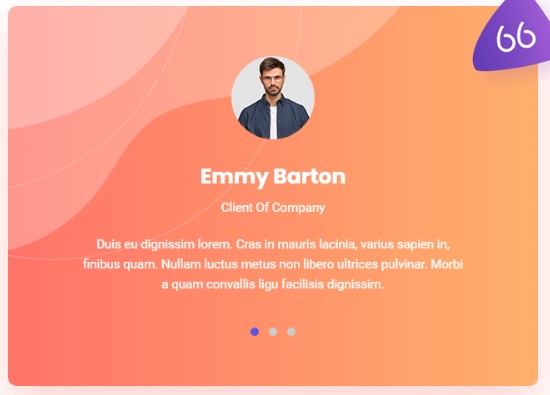 Emmy Barton
Client Of Company
Duis eu dignissim lorem. Cras in mauris lacinia, varius sapien in,
finibus quam. Nullam luctus metus non libero ultrices pulvinar. Morbi
a quam convallis ligu facilisis dignissim.